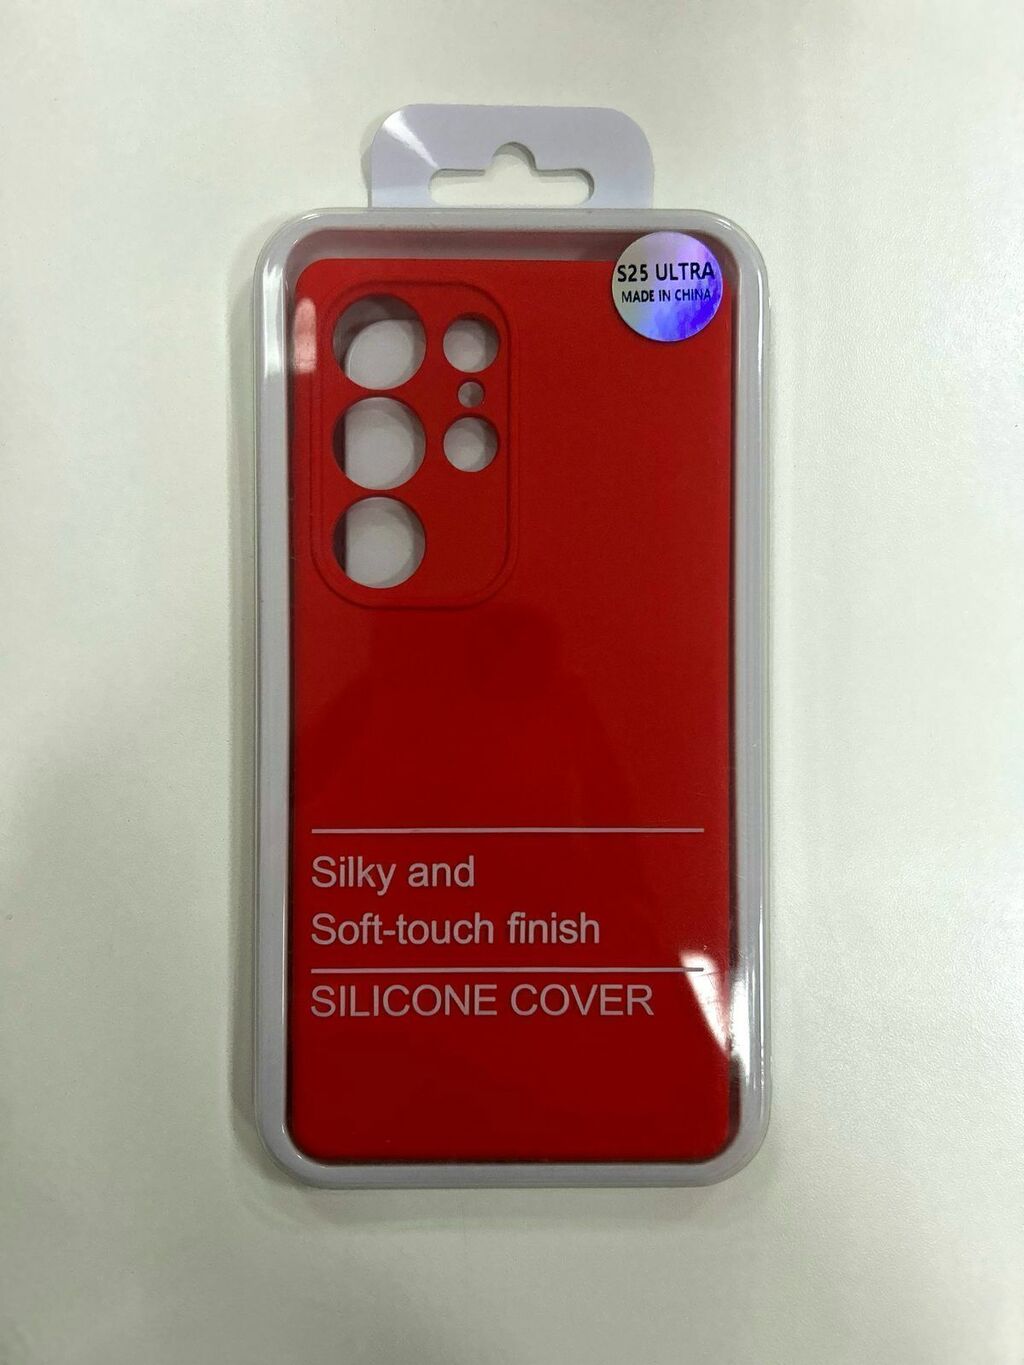 S25 ULTRA
MADE IN CHINA
Silky and
Soft-touch finish
SILICONE COVER